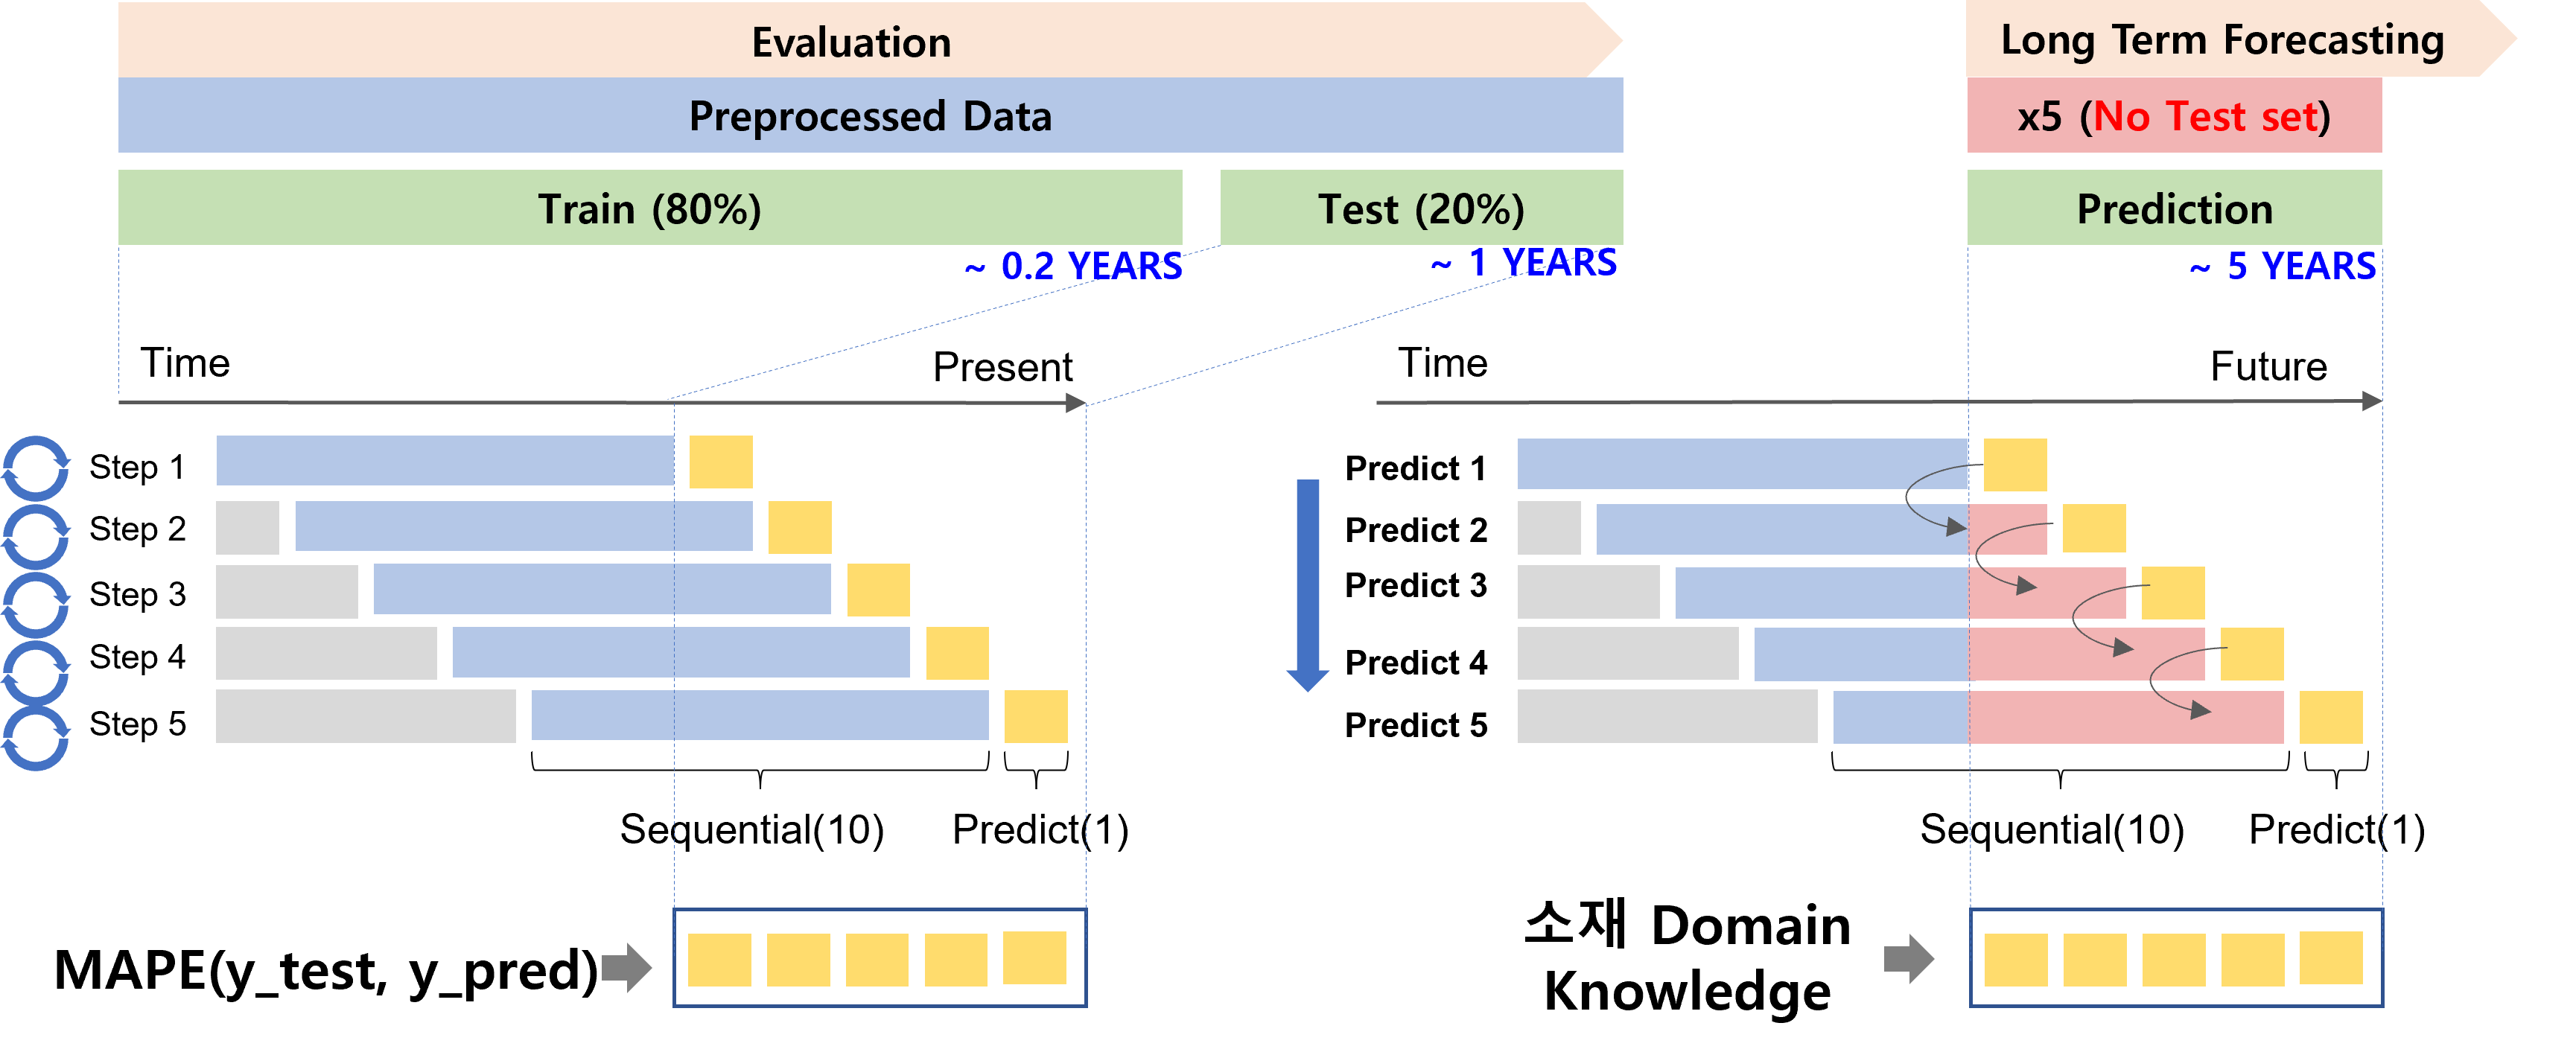 Evaluation
Preprocessed Data
Train (80%)
Test (20%)
~ 0.2 YEARS
~ 1 YEARS
Time
Present
Step 1
Step 2
Step 3
Step 4
Step 5
Sequential(10)
Predict(1)
MAPE(y_test, y_pred)
Long Term Forecasting
x5 (No Test set)
Prediction
~ 5 YEARS
Time
Future
Predict 1
Predict 2
Predict 3
Predict 4
Predict 5
Sequential(10)
Predict(1)
소재 Domain
Knowledge